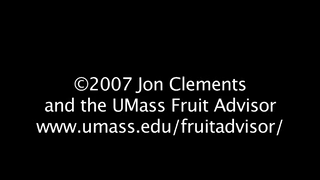 ©2007 Jon Clements
and the UMass Fruit Advisor
www.umass.edu/fruitadvisor/